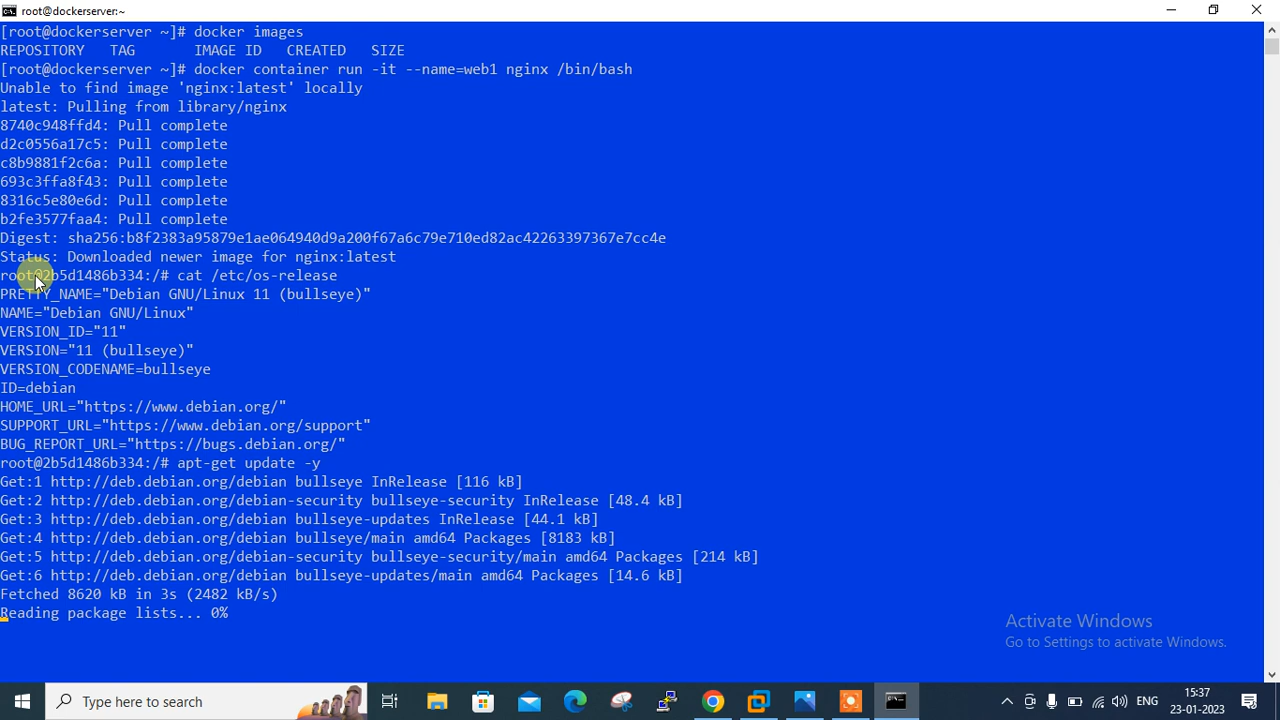 root@dockerserver:~
[root@dockerserver ~]# docker images
REPOSITORY   TAG       IMAGE ID   CREATED   SIZE
[root@dockerserver ~]# docker container run -it --name=web1 nginx /bin/bash
Unable to find image 'nginx:latest' locally
latest: Pulling from library/nginx
8740c948ffd4: Pull complete
d2c0556a17c5: Pull complete
c8b9881f2c6a: Pull complete
693c3ffa8f43: Pull complete
8316c5e80e6d: Pull complete
b2fe3577faa4: Pull complete
Digest: sha256:b8f2383a95879e1ae064940d9a200f67a6c79e710ed82ac42263397367e7cc4e
Status: Downloaded newer image for nginx:latest
root@2b5d1486b334:/# cat /etc/os-release
PRETTY_NAME="Debian GNU/Linux 11 (bullseye)"
NAME="Debian GNU/Linux"
VERSION_ID="11"
VERSION="11 (bullseye)"
VERSION_CODENAME=bullseye
ID=debian
HOME_URL="https://www.debian.org/"
SUPPORT_URL="https://www.debian.org/support"
BUG_REPORT_URL="https://bugs.debian.org/"
root@2b5d1486b334:/# apt-get update -y
Get:1 http://deb.debian.org/debian bullseye InRelease [116 kB]
Get:2 http://deb.debian.org/debian-security bullseye-security InRelease [48.4 kB]
Get:3 http://deb.debian.org/debian bullseye-updates InRelease [44.1 kB]
Get:4 http://deb.debian.org/debian bullseye/main amd64 Packages [8183 kB]
Get:5 http://deb.debian.org/debian-security bullseye-security/main amd64 Packages [214 kB]
Get:6 http://deb.debian.org/debian bullseye-updates/main amd64 Packages [14.6 kB]
Fetched 8620 kB in 3s (2482 kB/s)
Reading package lists... 0%
Activate Windows
Go to Settings to activate Windows.
Type here to search
ENG
15:37
23-01-2023